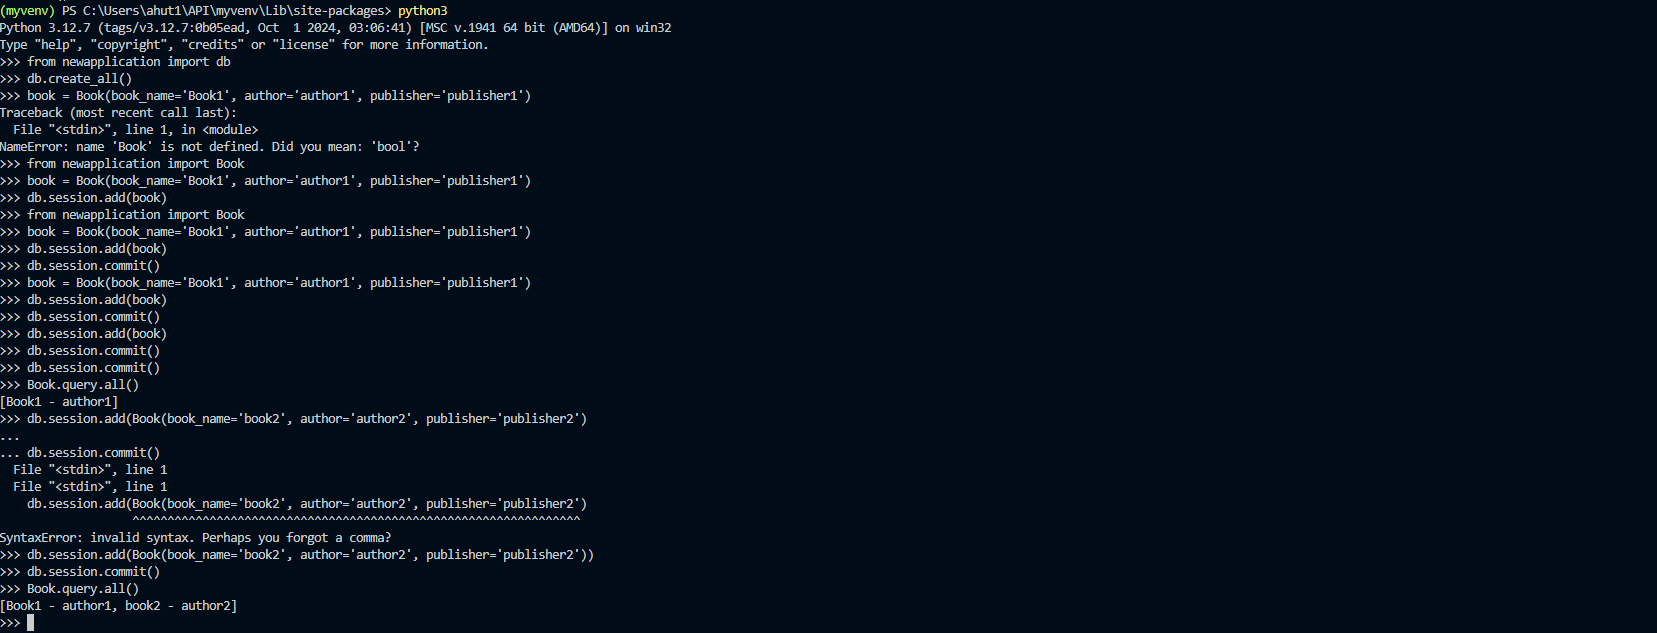 (myvenv) PS C:\Users\ahut1\API\myvenv\Lib\site-packages> python3
Python 3.12.7 (tags/v3.12.7:0b05ead, Oct  1 2024, 03:06:41) [MSC v.1941 64 bit (AMD64)] on win32
Type "help", "copyright", "credits" or "license" for more information.
>>> from newapplication import db
>>> db.create_all()
>>> book = Book(book_name='Book1', author='author1', publisher='publisher1')
Traceback (most recent call last):
  File "<stdin>", line 1, in <module>
NameError: name 'Book' is not defined. Did you mean: 'bool'?
>>> from newapplication import Book
>>> book = Book(book_name='Book1', author='author1', publisher='publisher1')
>>> db.session.add(book)
>>> from newapplication import Book
>>> book = Book(book_name='Book1', author='author1', publisher='publisher1')
>>> db.session.add(book)
>>> db.session.commit()
>>> book = Book(book_name='Book1', author='author1', publisher='publisher1')
>>> db.session.add(book)
>>> db.session.commit()
>>> db.session.add(book)
>>> db.session.commit()
>>> db.session.commit()
>>> Book.query.all()
[Book1 - author1]
>>> db.session.add(Book(book_name='book2', author='author2', publisher='publisher2')
...
... db.session.commit()
  File "<stdin>", line 1
  File "<stdin>", line 1
    db.session.add(Book(book_name='book2', author='author2', publisher='publisher2')
                   ^^^^^^^^^^^^^^^^^^^^^^^^^^^^^^^^^^^^^^^^^^^^^^^^^^^^^^^^^^^^^^^^
SyntaxError: invalid syntax. Perhaps you forgot a comma?
>>> db.session.add(Book(book_name='book2', author='author2', publisher='publisher2'))
>>> db.session.commit()
>>> Book.query.all()
[Book1 - author1, book2 - author2]
>>>